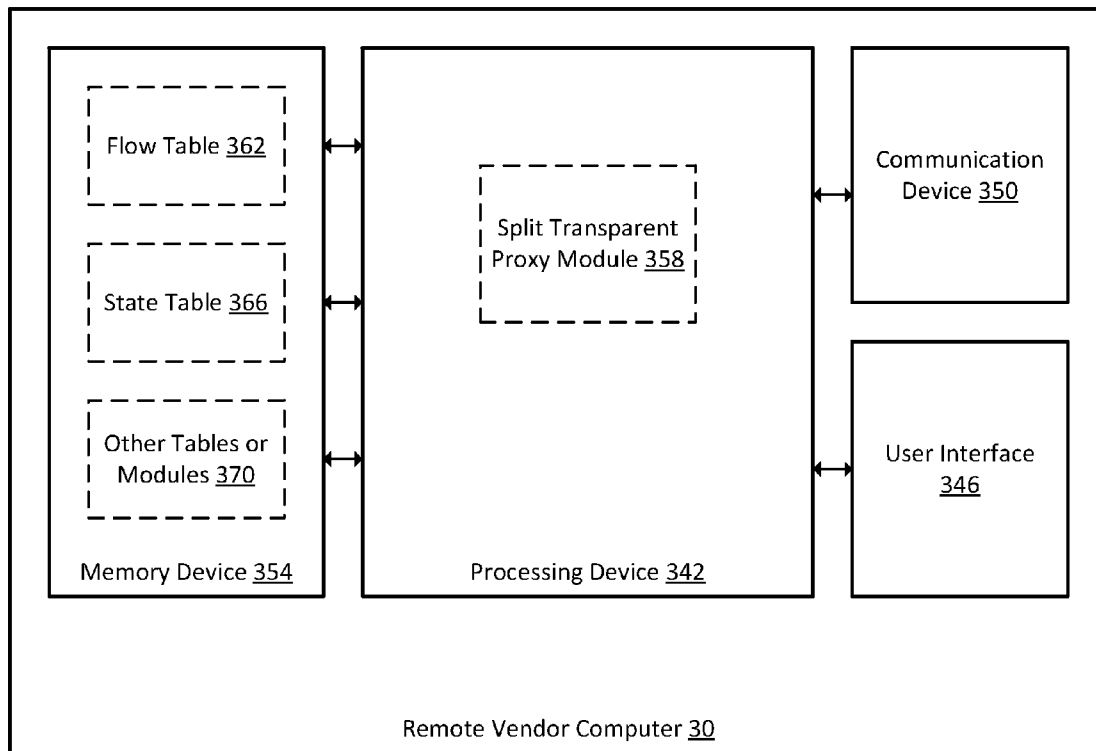 Flow Table 362
State Table 366
Other Tables or
Modules 370
Memory Device 354
Split Transparent
Proxy Module 358
Processing Device 342
Communication
Device 350
User Interface
346
Remote Vendor Computer 30